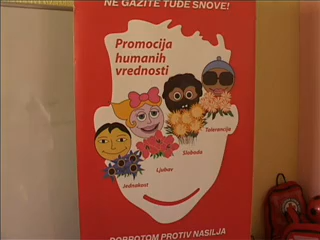 NE GAZITE TUĐE SNOVE!
Promocija
humanih
vrednosti
Tolerancija
Sloboda
Ljubav
Jednakost
DOBROTOM PROTIV NASILJA